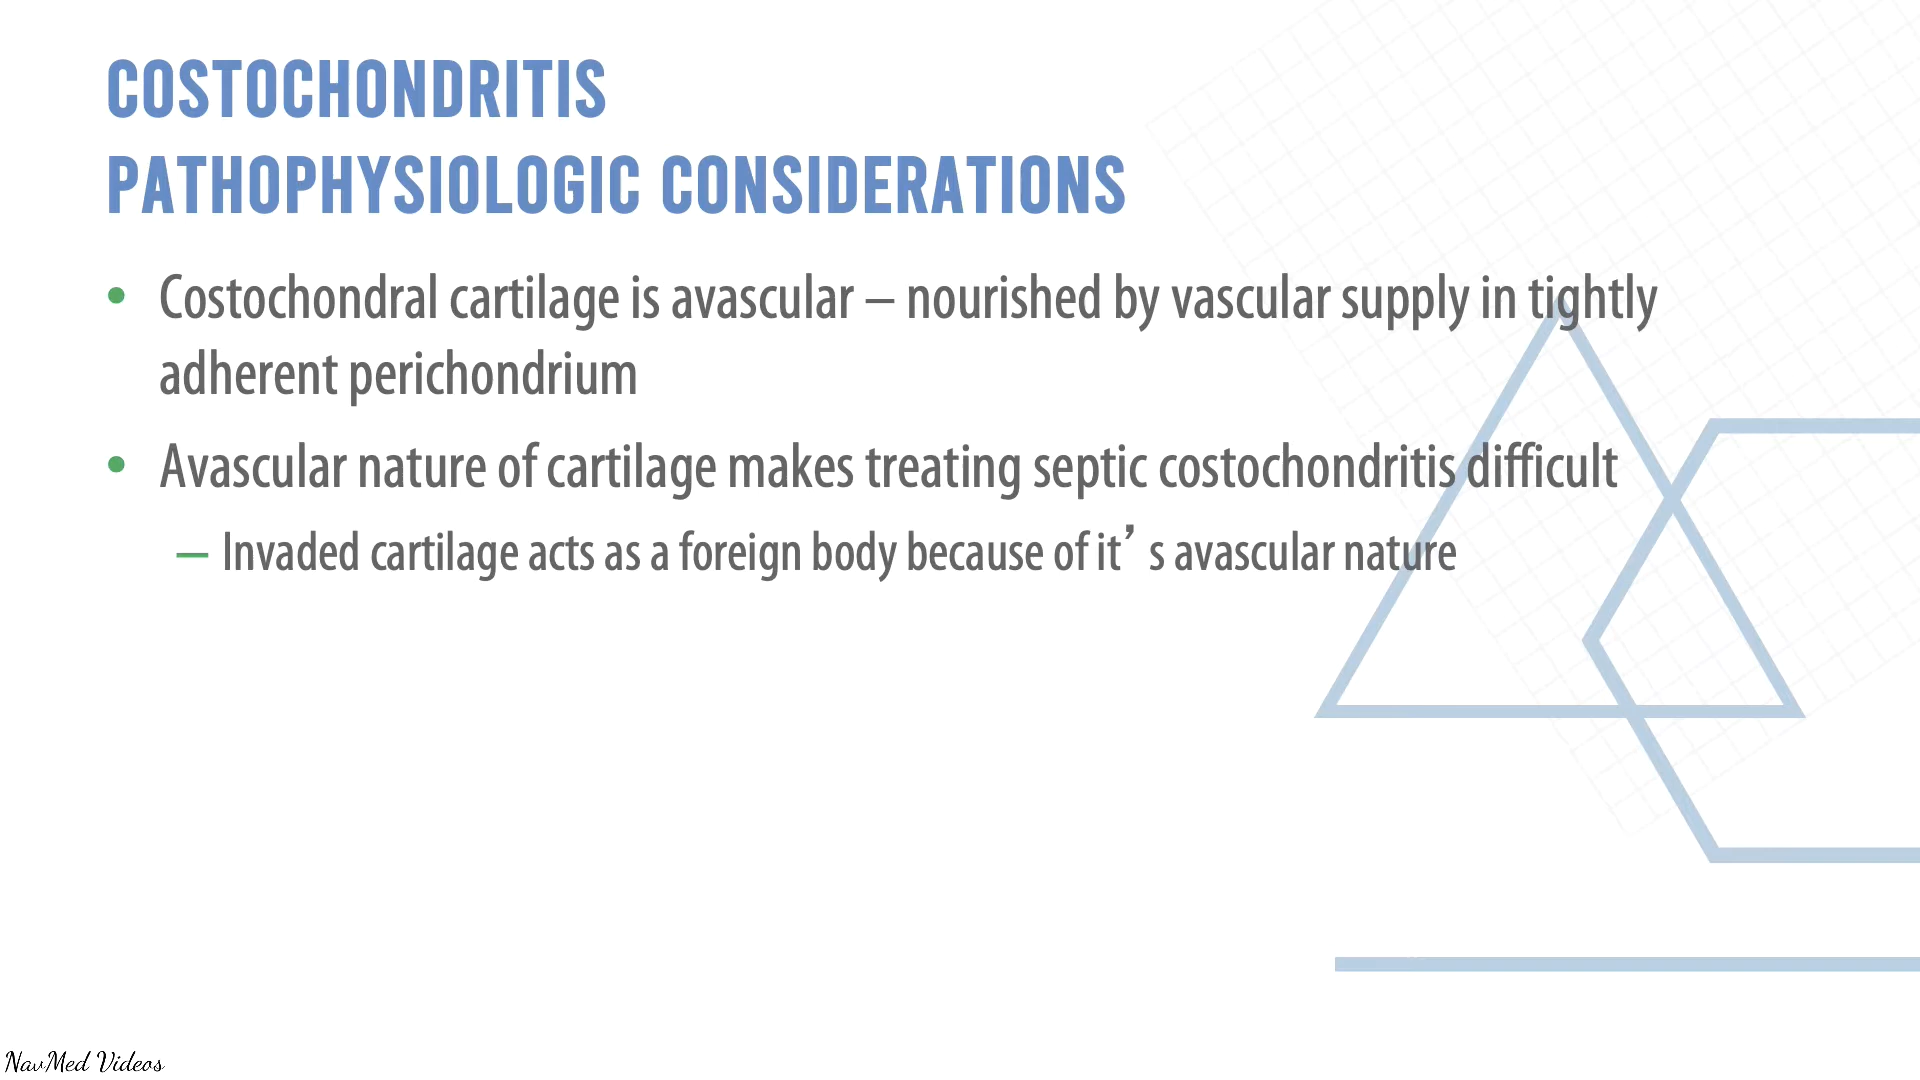 COSTOCHONDRITIS
PATHOPHYSIOLOGIC CONSIDERATIONS
• Costochondral cartilage is avascular – nourished by vascular supply in tightly
adherent perichondrium
• Avascular nature of cartilage makes treating septic costochondritis difficult
– Invaded cartilage acts as a foreign body because of it’ s avascular nature
NavMed Videos